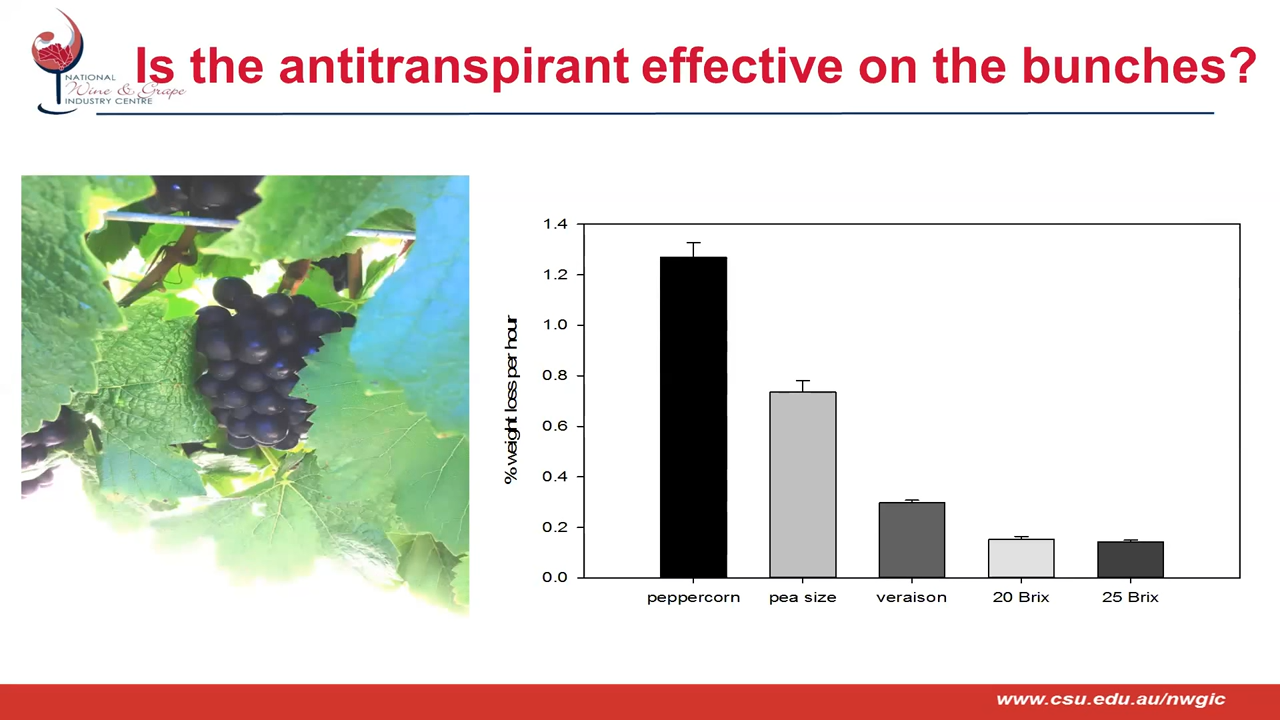 Is the antitranspirant effective on the bunches?
NATIONAL
Wine & Grape
INDUSTRY CENTRE
% weight loss per hour
1.4
1.2
1.0
0.8
0.6
0.4
0.2
0.0
peppercorn pea size veraison 20 Brix 25 Brix
www.csu.edu.au/nwgic